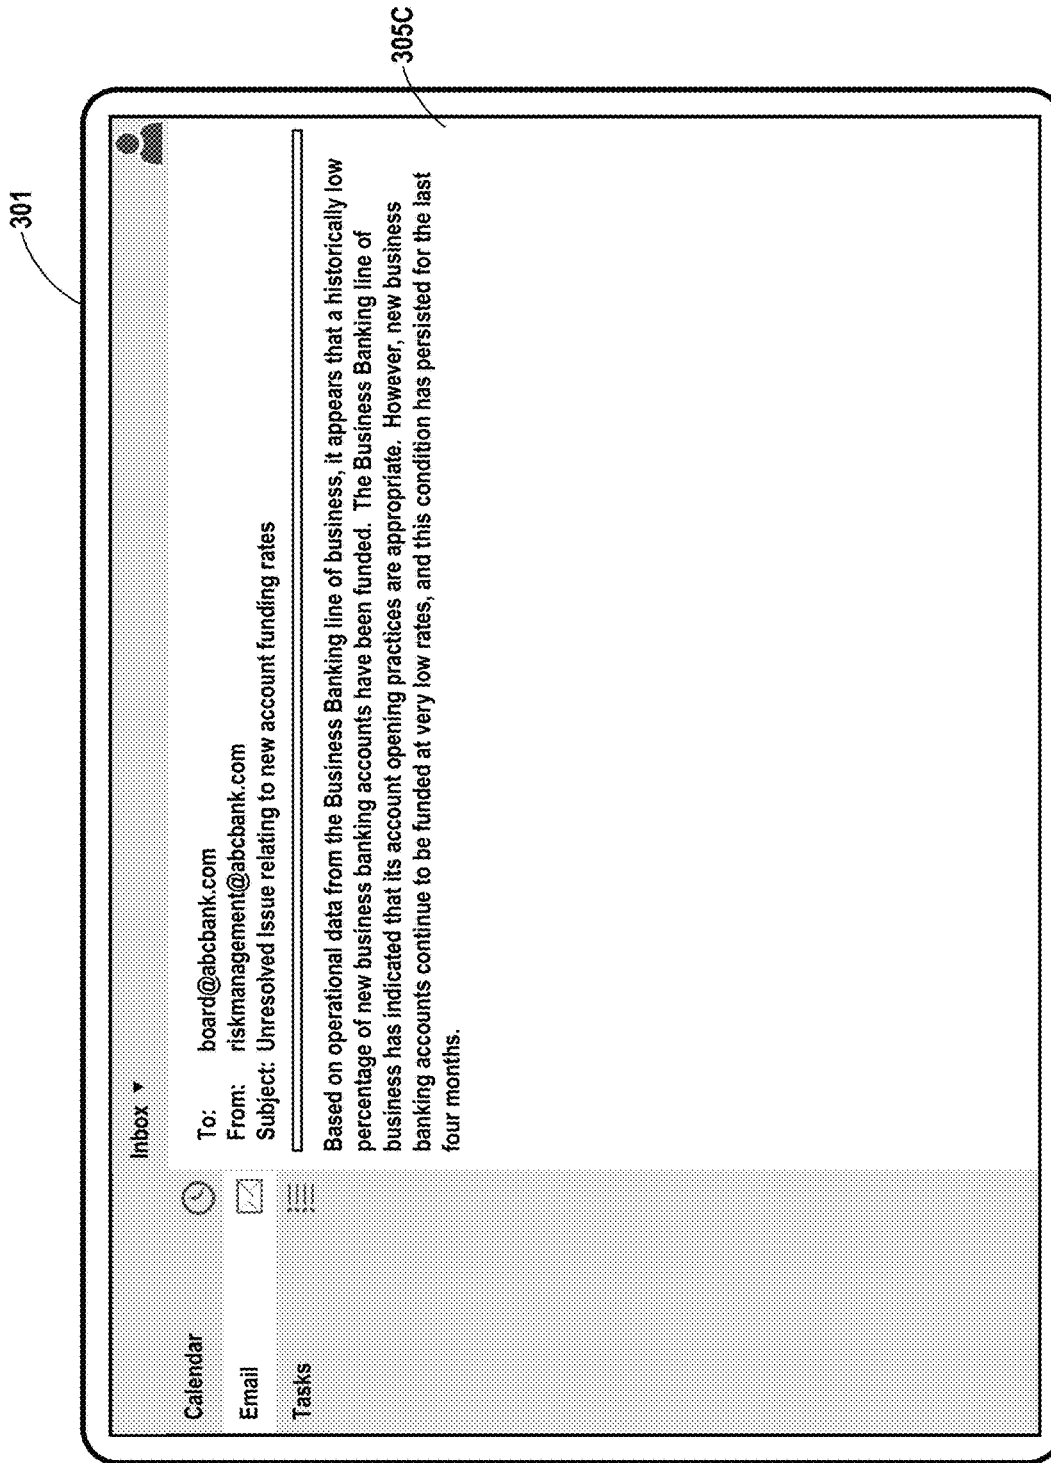 301
305C
Inbox ▼
Calendar
Email
Tasks
To: board@abcbank.com
From: riskmanagement@abcbank.com
Subject: Unresolved issue relating to new account funding rates
Based on operational data from the Business Banking line of business, it appears that a historically low
percentage of new business banking accounts have been funded. The Business Banking line of
business has indicated that its account opening practices are appropriate. However, new business
banking accounts continue to be funded at very low rates, and this condition has persisted for the last
four months.